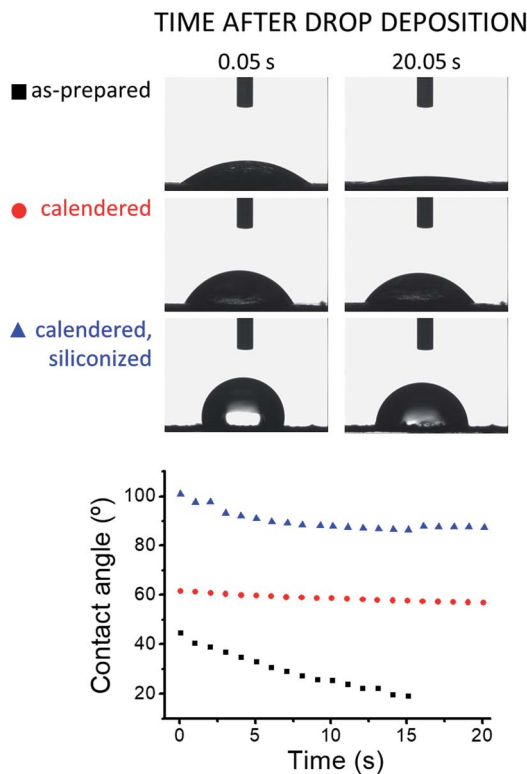 TIME AFTER DROP DEPOSITION
0.05 s 20.05 s
as-prepared
calendered
calendered,
siliconized
Contact angle (º)
100
80
60
40
20
0 5 10 15 20
Time (s)